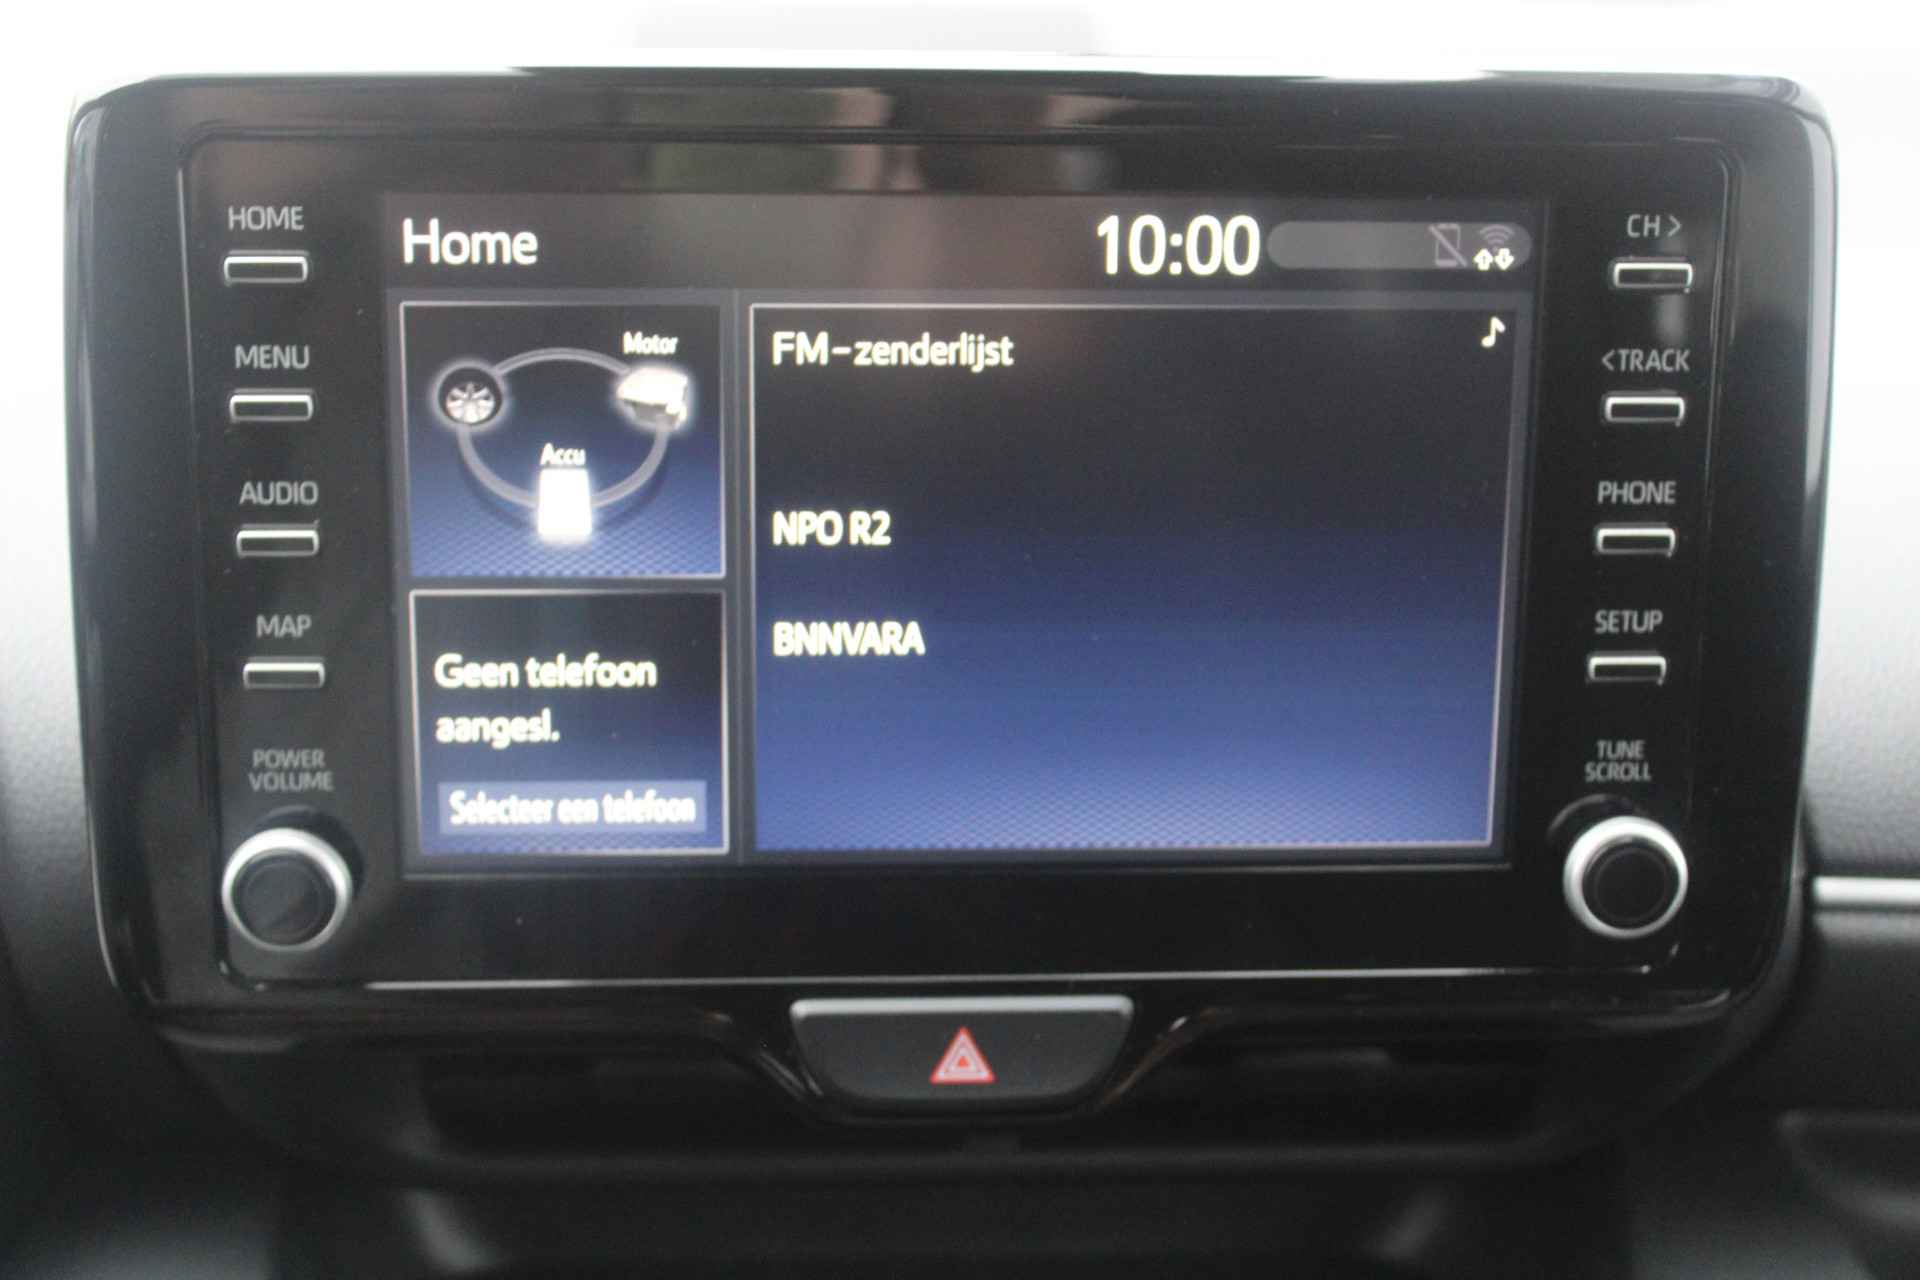 HOME
MENU
AUDIO
MAP
POWER
VOLUME
Home
10:00
Motor
Accu
Geen telefoon
aangesl.
Selecteer een telefoon
FM-zenderlijst
NPO R2
BNNVARA
CH >
< TRACK
PHONE
SETUP
TUNE
SCROLL